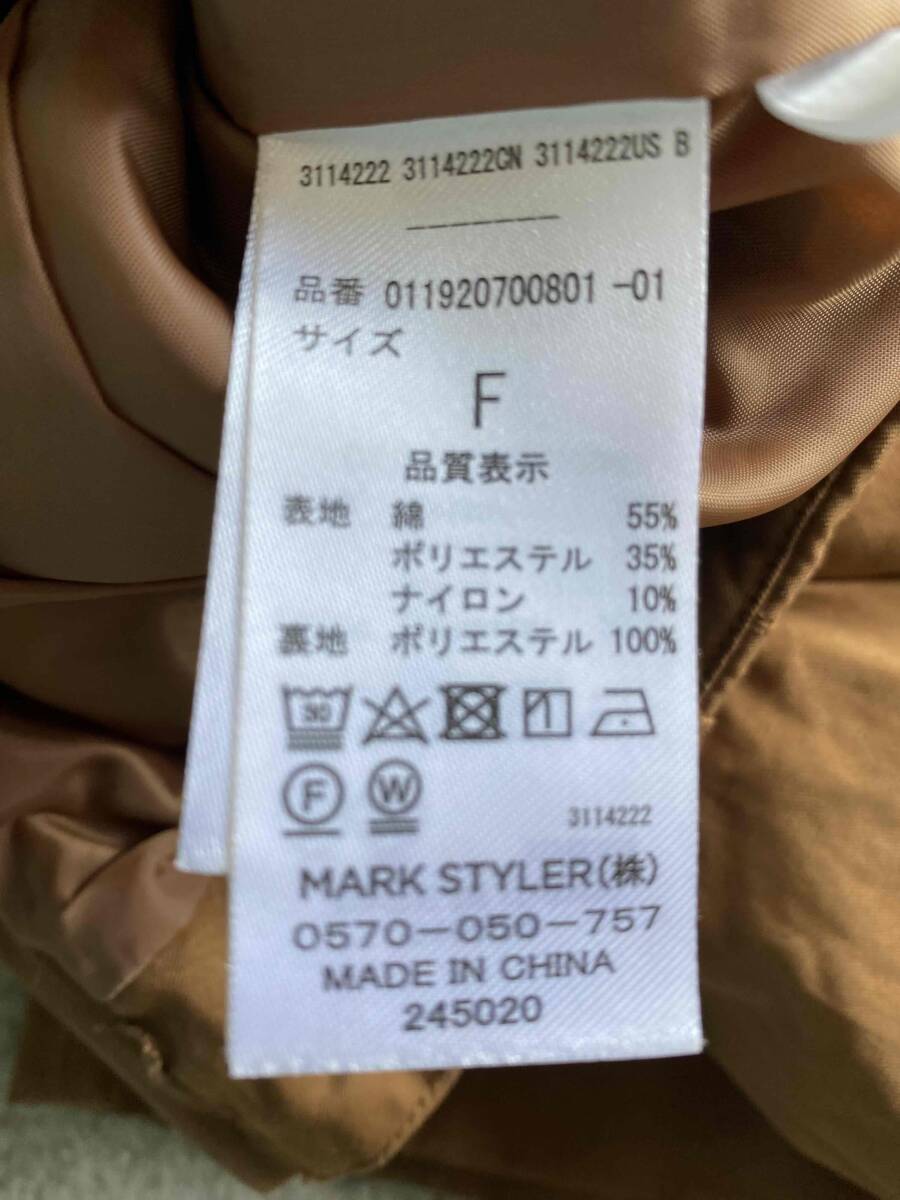 3114222 3114222CN 3114222US B
-------
品番 011920700801 -01
サイズ
F
品質表示
表地 綿 55%
ポリエステル 35%
ナイロン 10%
裏地 ポリエステル 100%
30
F W
3114222
MARK STYLER(株)
0570-050-757
MADE IN CHINA
245020